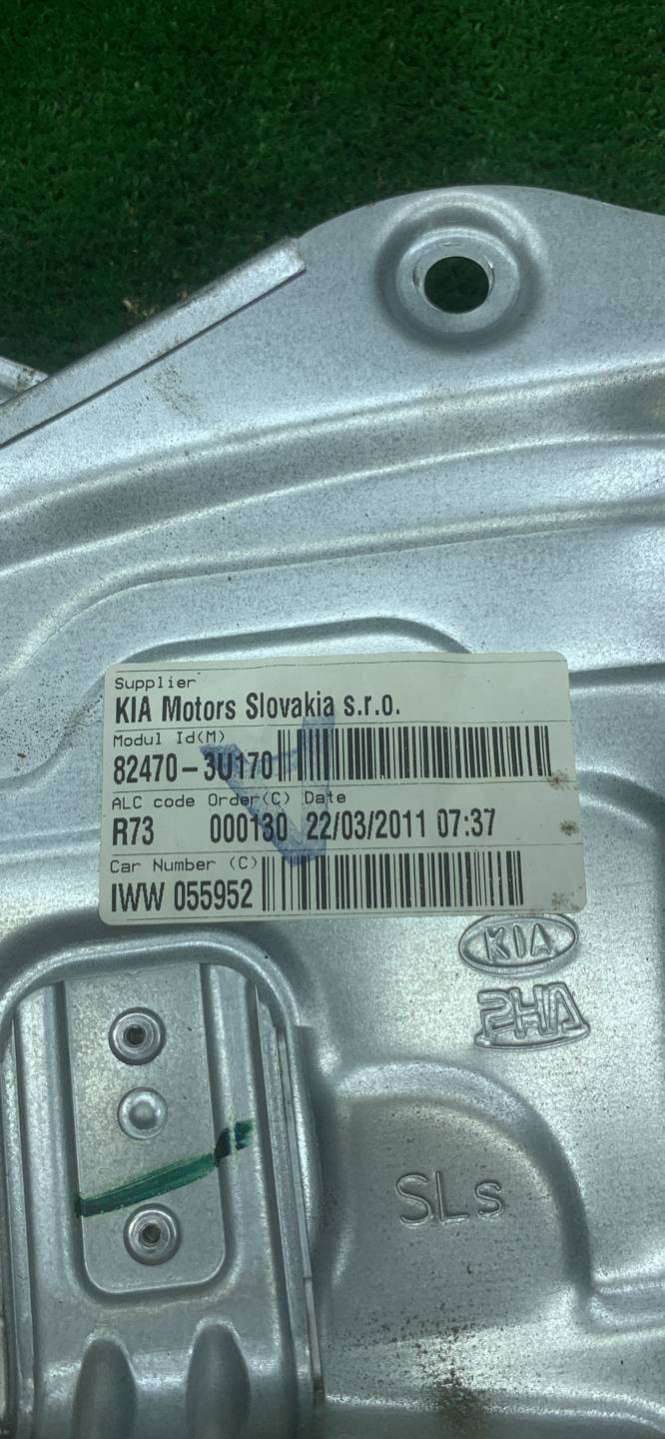 Supplier
KIA Motors Slovakia s.r.o.
Modul Id(M)
82470-3U170
ALC code Order(C) Date
R73 000130 22/03/2011 07:37
Car Number (C)
IWW 055952
KIA
SLs